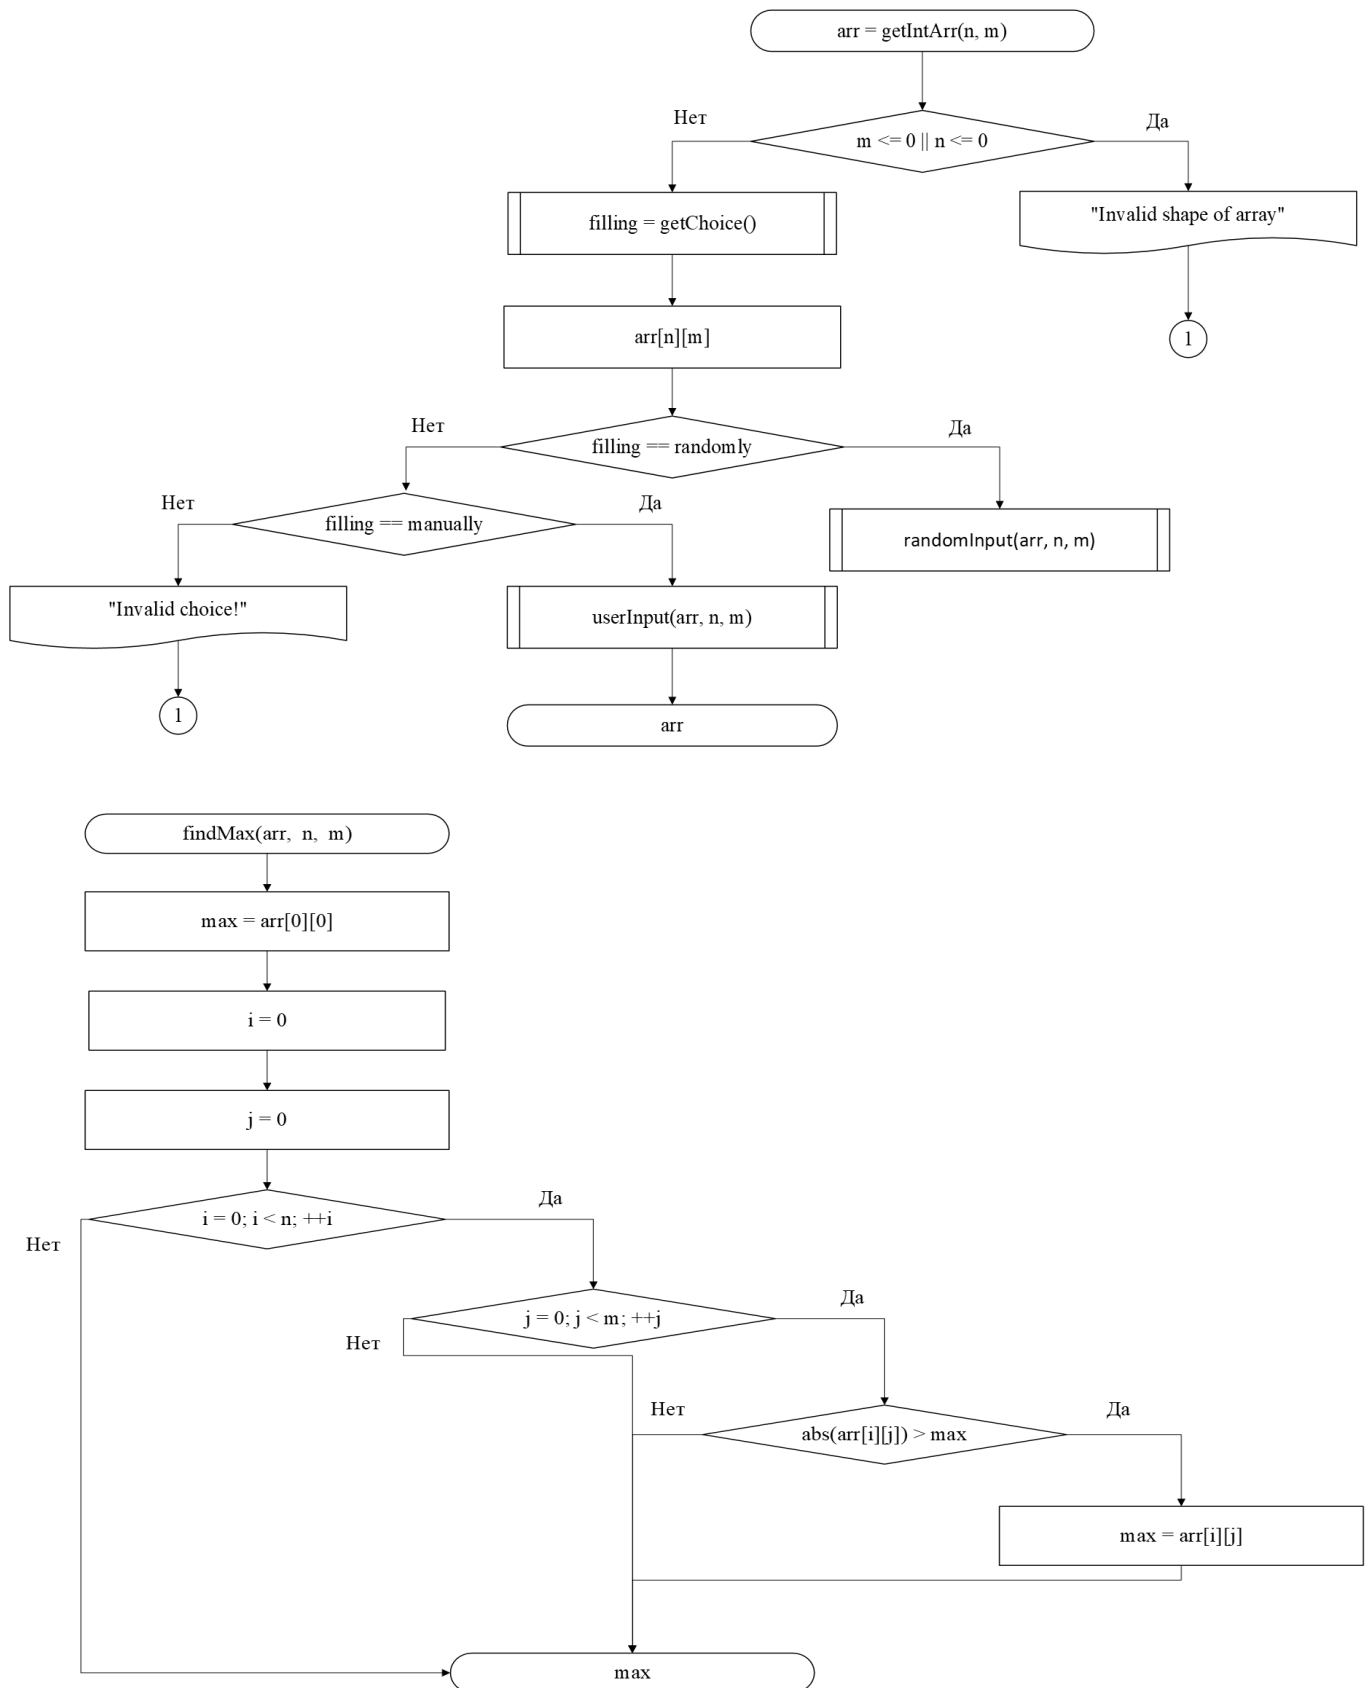 arr = getIntArr(n, m)
Нет
Да
m <= 0 || n <= 0
filling = getChoice()
"Invalid shape of array"
arr[n][m]
1
Нет
Да
filling == randomly
Нет
Да
filling == manually
randomInput(arr, n, m)
"Invalid choice!"
userInput(arr, n, m)
1
arr
findMax(arr, n, m)
max = arr[0][0]
i = 0
j = 0
Да
i = 0; i < n; ++i
Нет
Да
j = 0; j < m; ++j
Нет
Нет
Да
abs(arr[i][j]) > max
max = arr[i][j]
max